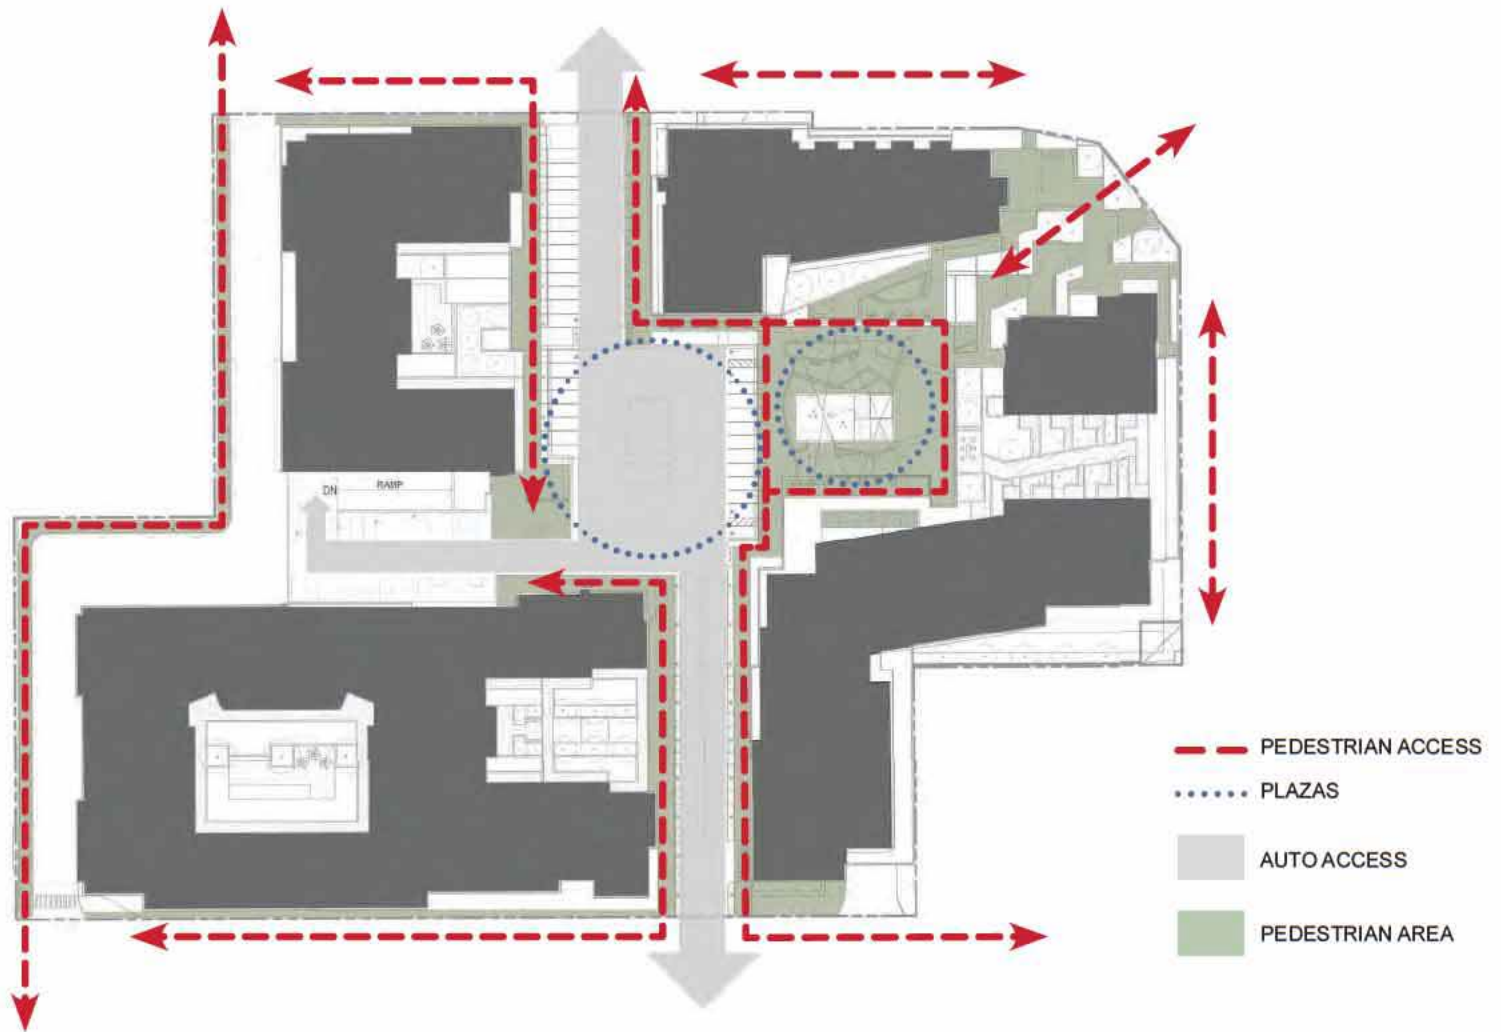 DN
RAMP
PEDESTRIAN ACCESS
PLAZAS
AUTO ACCESS
PEDESTRIAN AREA